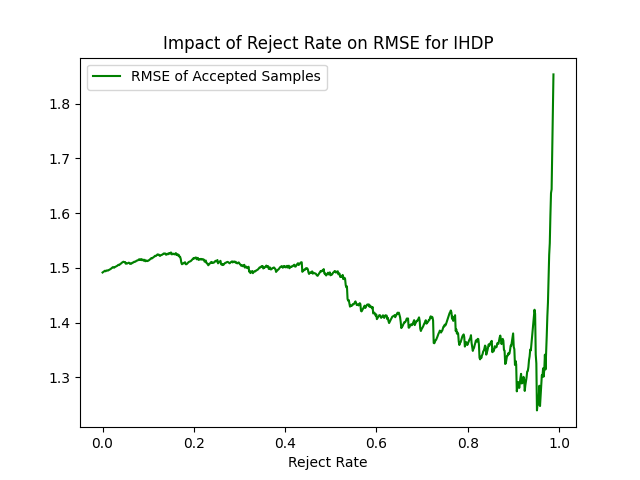 Impact of Reject Rate on RMSE for IHDP
RMSE of Accepted Samples
1.8
1.7
1.6
1.5
1.4
1.3
0.0 0.2 0.4 0.6 0.8 1.0
Reject Rate